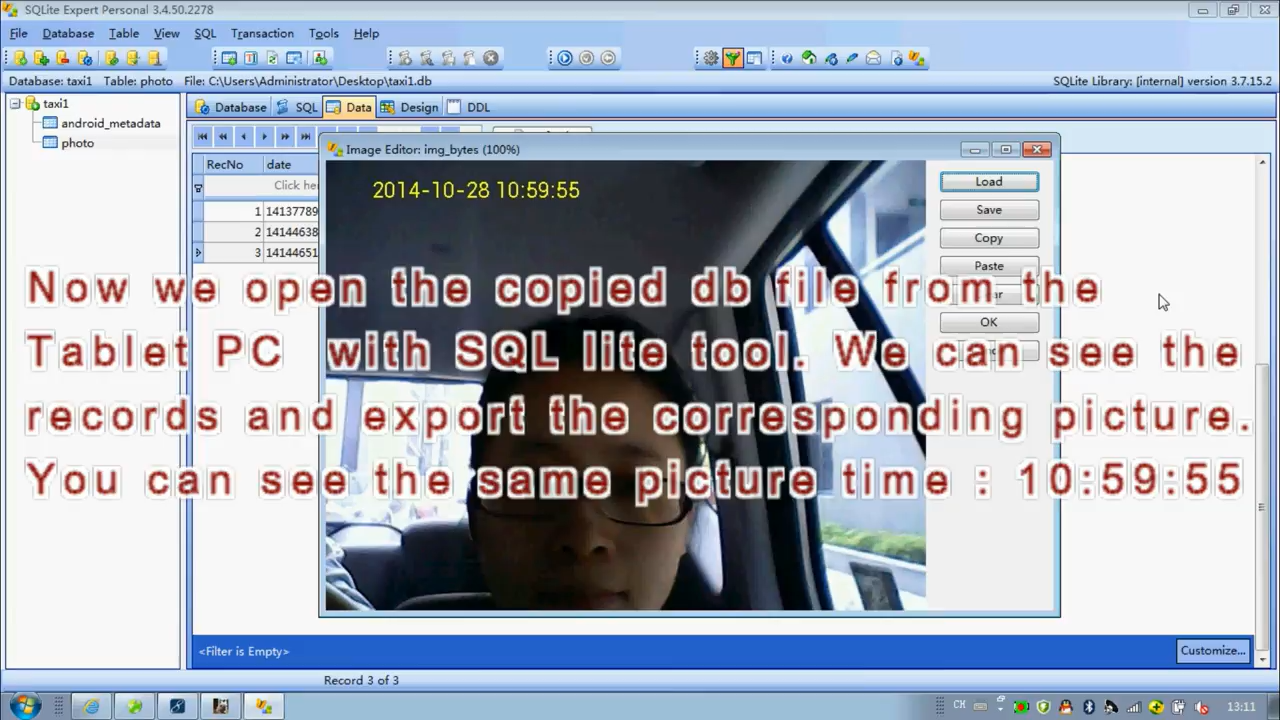 SQLite Expert Personal 3.4.50.2278
File Database Table View SQL Transaction Tools Help
Database: taxi1 Table: photo File: C:\Users\Administrator\Desktop\taxi1.db
SQLite Library: [internal] version 3.7.15.2
taxi1
android_metadata
photo
Database SQL Data Design DDL
RecNo date
Click
1 14137789
2 14144638
3 14144651
Image Editor: img_bytes (100%)
2014-10-28 10:59:55
Load
Save
Copy
Paste
OK
Now we open the copied db file from the
Tablet PC with SQL lite tool. We can see the
records and export the corresponding picture.
You can see the same picture time : 10:59:55
<Filter is Empty>
Customize...
Record 3 of 3
CH
13:11